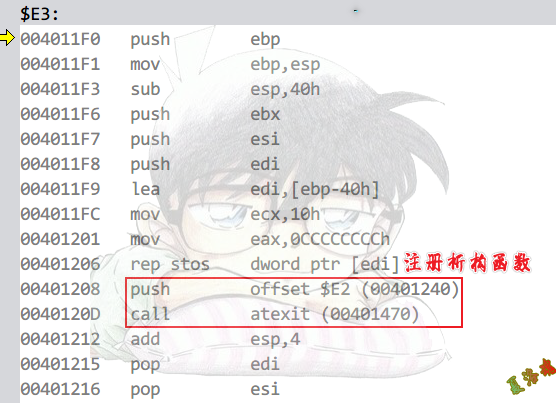 $E3:
004011F0 push ebp
004011F1 mov ebp,esp
004011F3 sub esp,40h
004011F6 push ebx
004011F7 push esi
004011F8 push edi
004011F9 lea edi,[ebp-40h]
004011FC mov ecx,10h
00401201 mov eax,0CCCCCCCCh
00401206 rep stos dword ptr [edi] 注册析构函数
00401208 push offset $E2 (00401240)
0040120D call atexit (00401470)
00401212 add esp,4
00401215 pop edi
00401216 pop esi